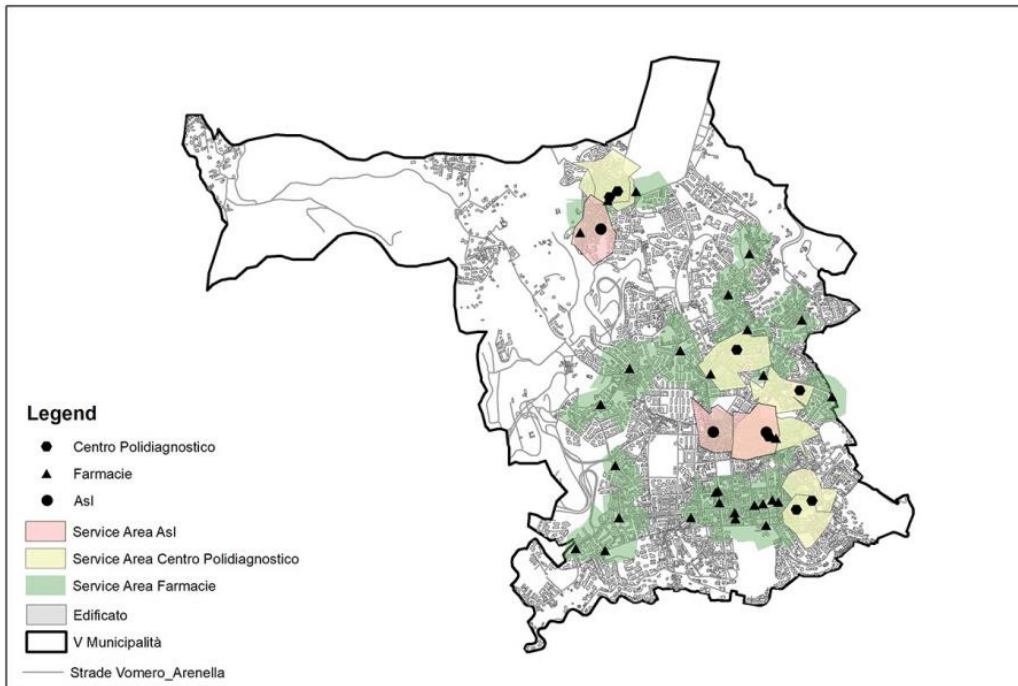 Legend
Centro Polidiagnostico
Farmacie
Asl
Service Area Asl
Service Area Centro Polidiagnostico
Service Area Farmacie
Edificato
V Municipalità
Strade Vomero_Arenella